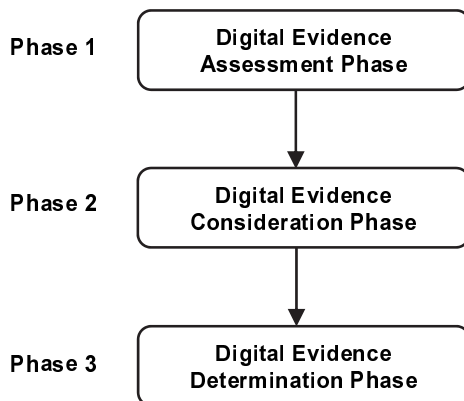 Phase 1
Digital Evidence
Assessment Phase
Phase 2
Digital Evidence
Consideration Phase
Phase 3
Digital Evidence
Determination Phase